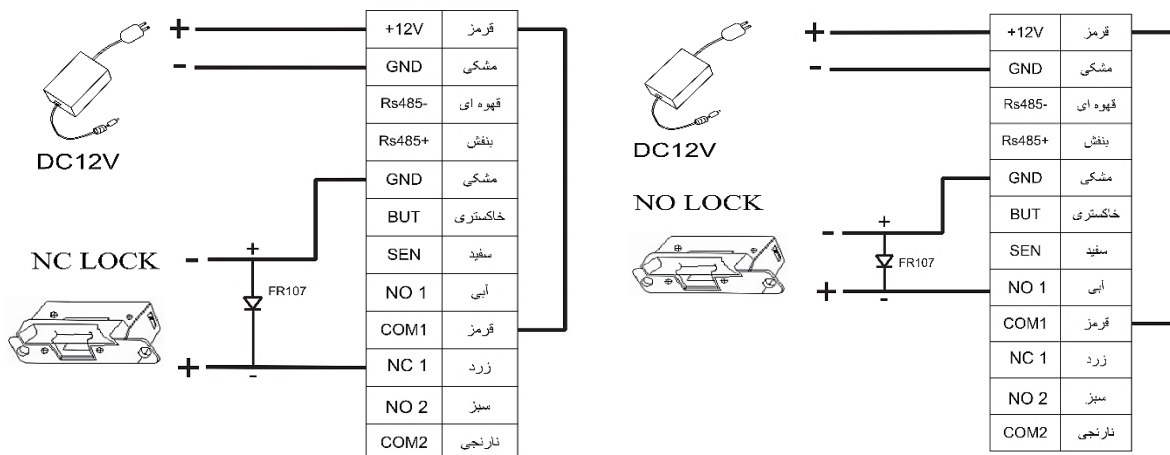 + +12V قرمز
- GND مشکی
Rs485- قهوه ای
Rs485+ بنفش
DC12V
GND مشکی
BUT خاکستری
+
NC LOCK - SEN سفید
FR107
NO 1 آبی
COM1 قرمز
+ - NC 1 زرد
NO 2 سبز
COM2 نارنجی
+ +12V قرمز
- GND مشکی
Rs485- قهوه ای
Rs485+ بنفش
DC12V
GND مشکی
NO LOCK
BUT خاکستری
+
-
SEN سفید
FR107
+ - NO 1 آبی
COM1 قرمز
NC 1 زرد
NO 2 سبز
COM2 نارنجی